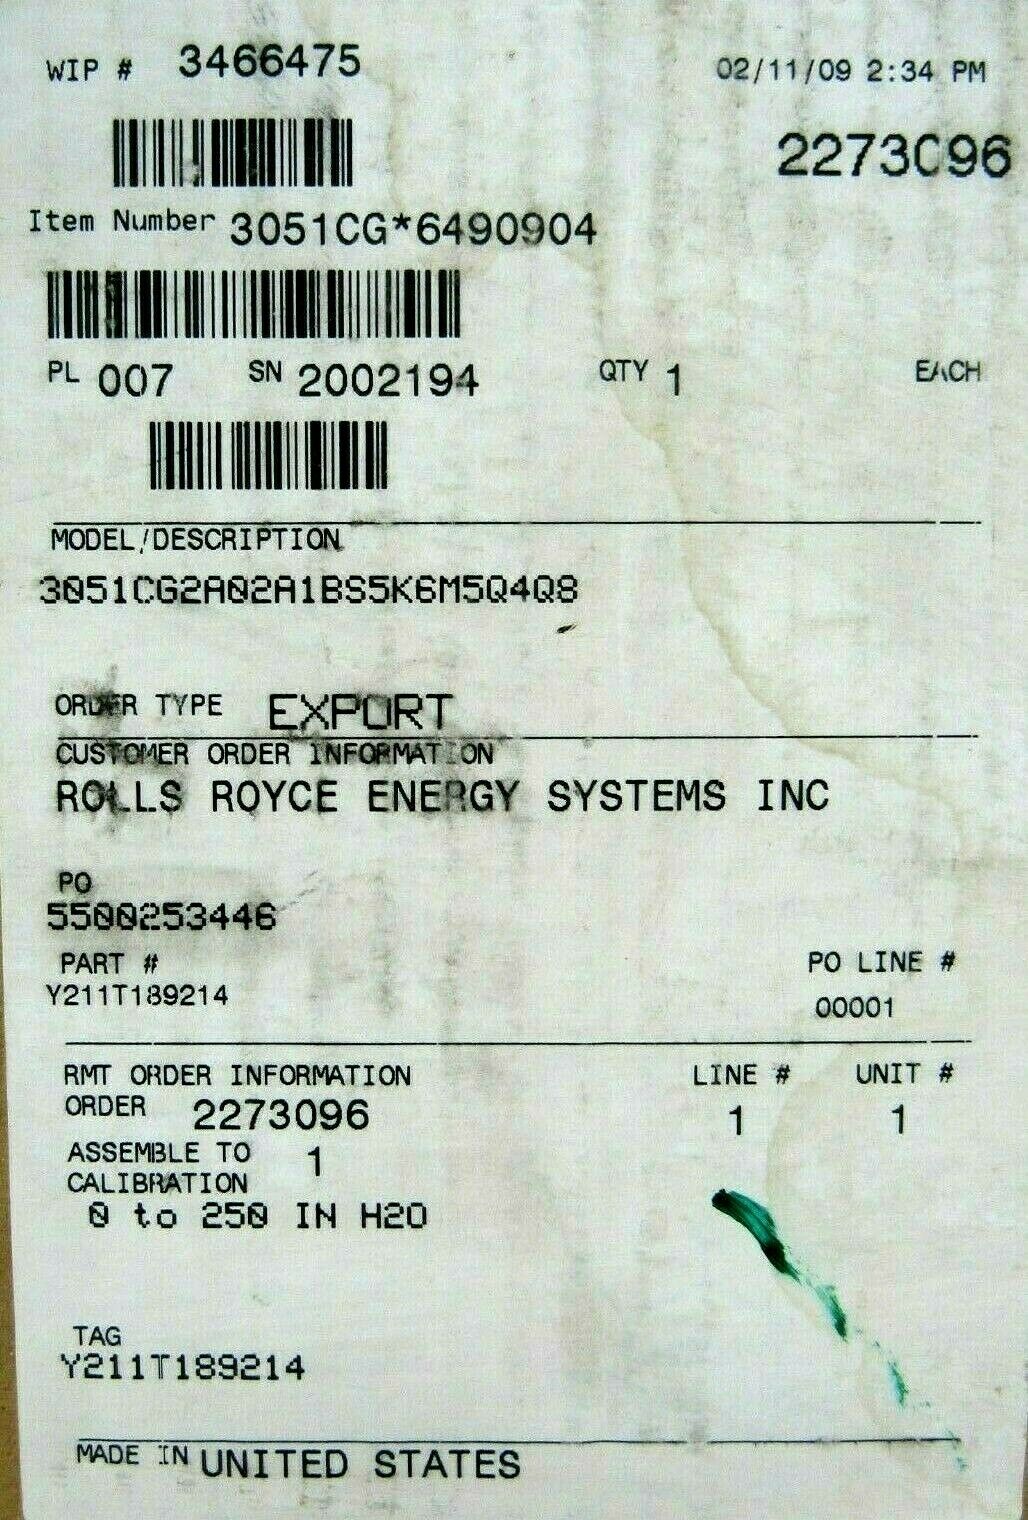 WIP # 3466475 02/11/09 2:34 PM
2273096
Item Number 3051CG*6490904
PL 007 SN 2002194 QTY 1 EACH
MODEL/DESCRIPTION
3051CG2A02A1BS5K6M5Q4Q8
ORDER TYPE EXPORT
CUSTOMER ORDER INFORMATION
ROLLS ROYCE ENERGY SYSTEMS INC
PO
5500253446
PART # PO LINE #
Y211T189214 00001
RMT ORDER INFORMATION LINE # UNIT #
ORDER 2273096 1 1
ASSEMBLE TO 1
CALIBRATION
0 to 250 IN H2O
TAG
Y211T189214
MADE IN UNITED STATES